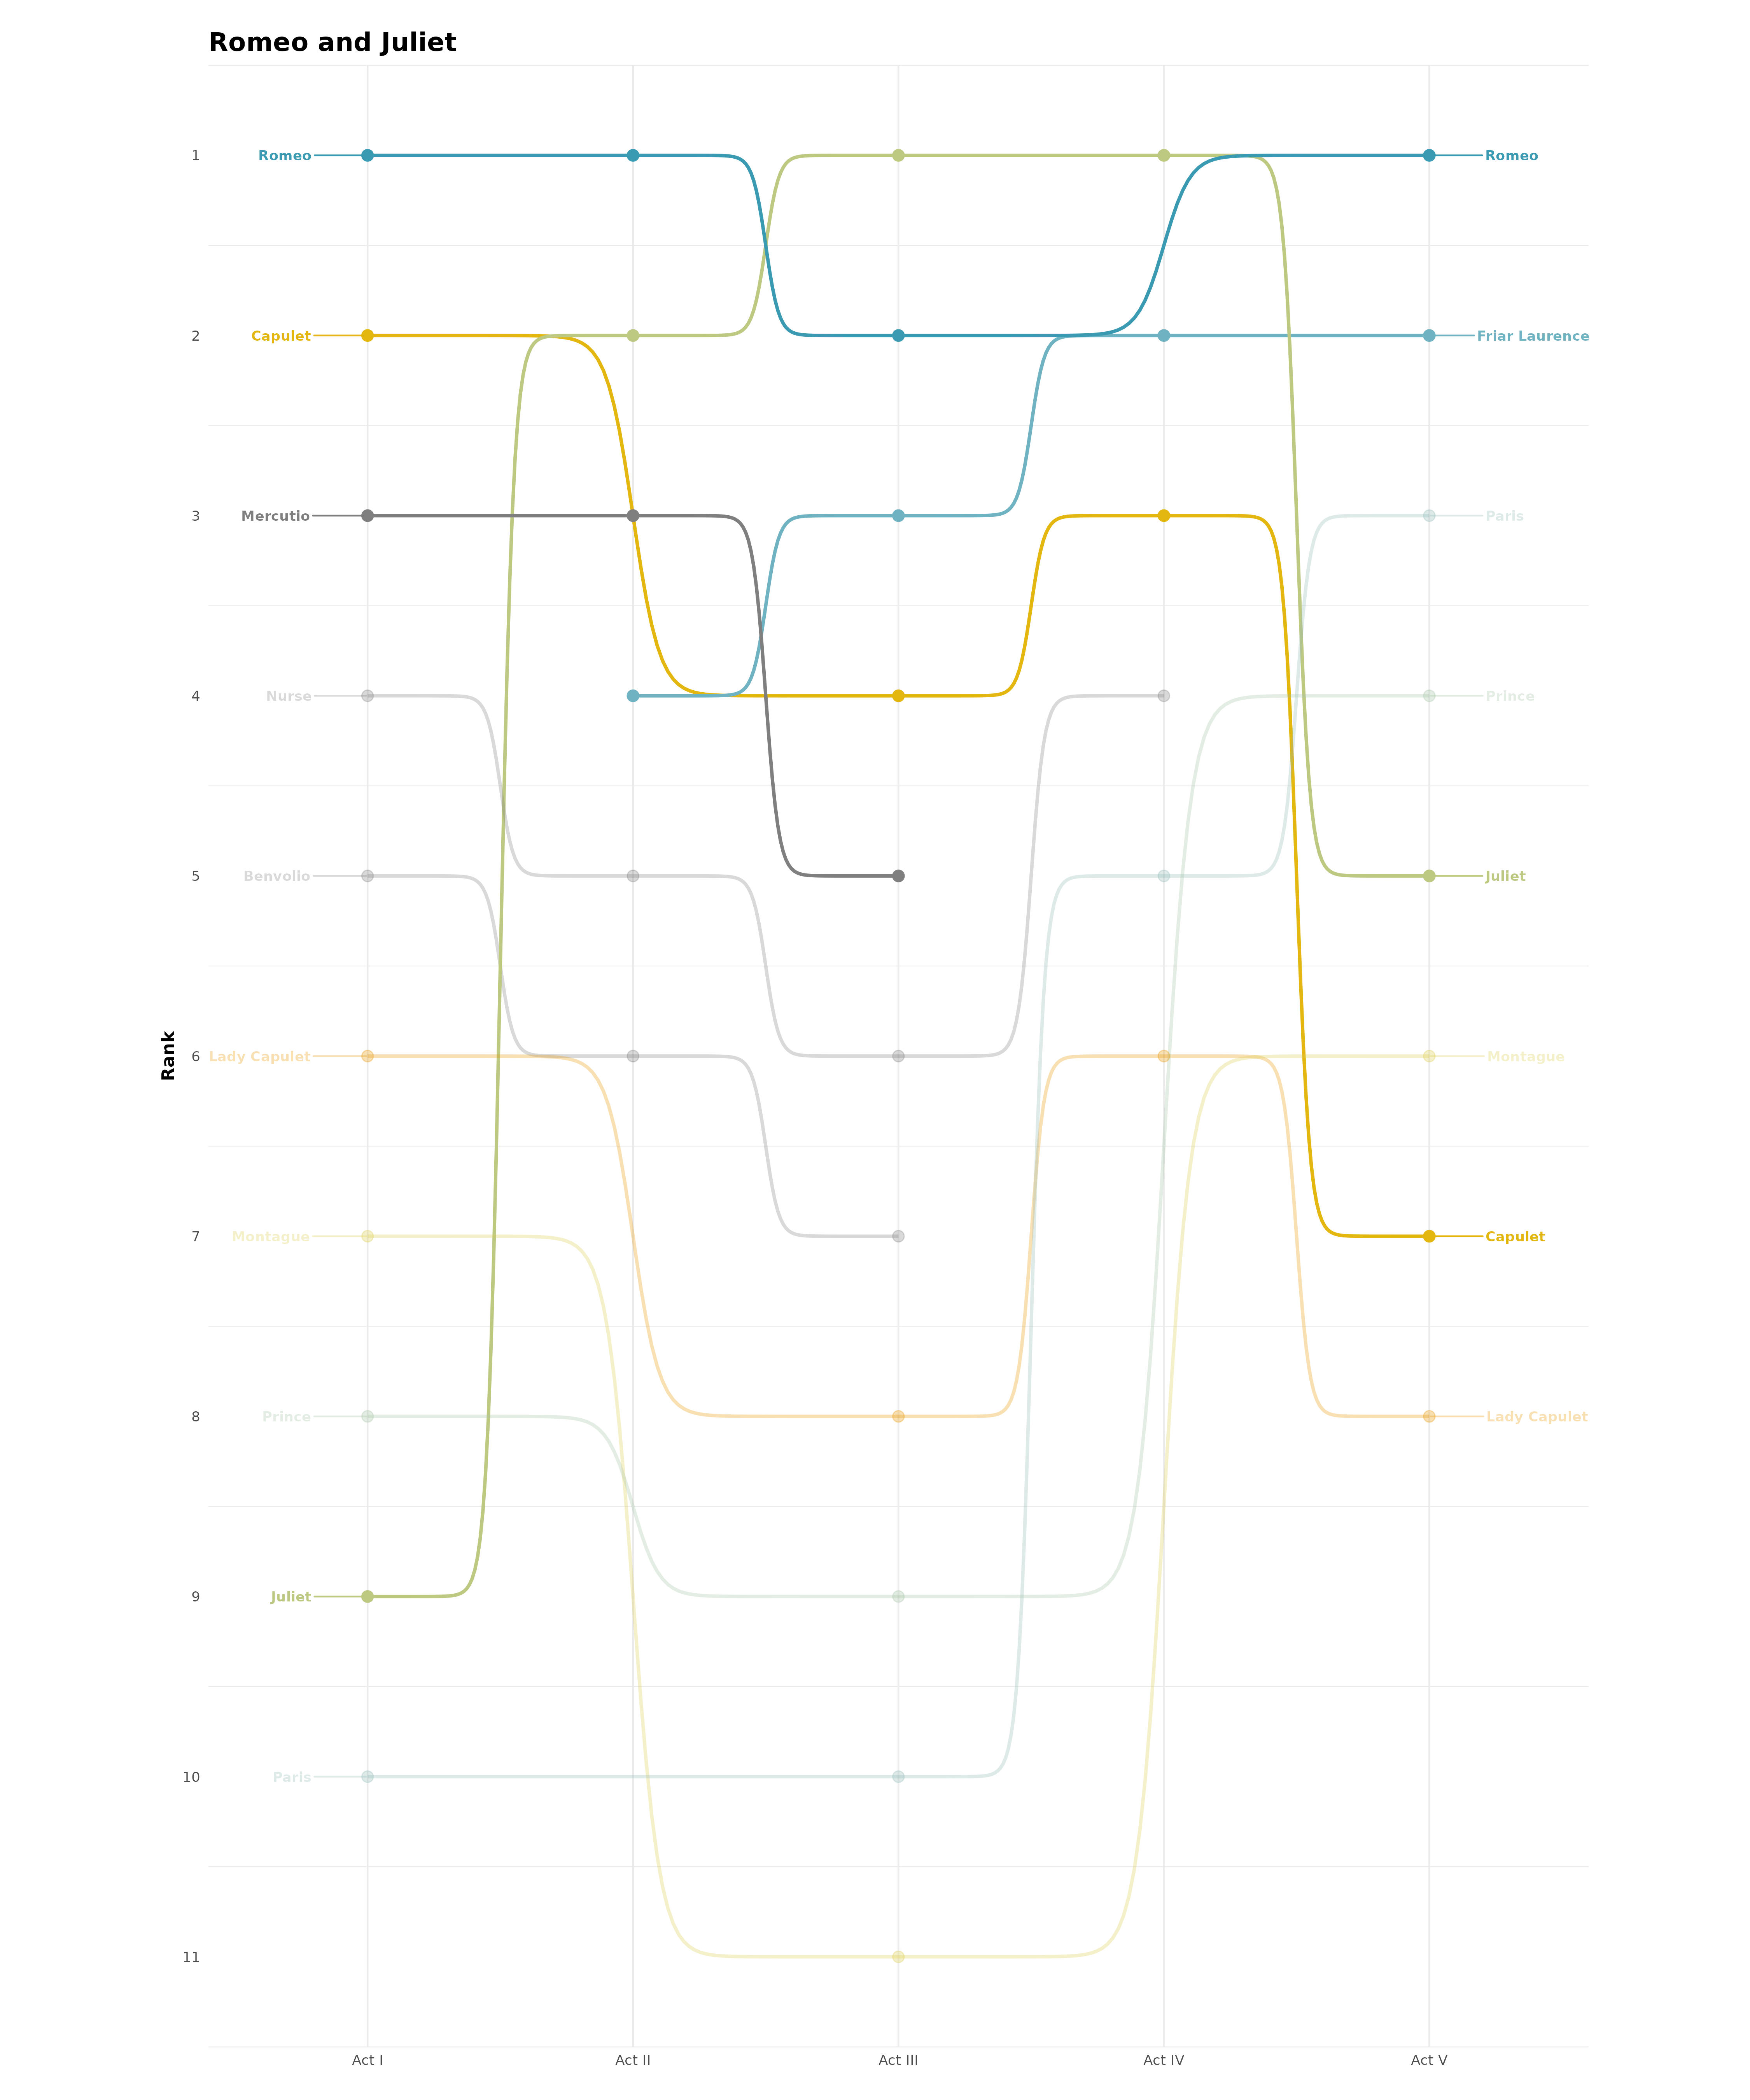 Romeo and Juliet
1 Romeo Romeo
2 Capulet Friar Laurence
3 Mercutio Paris
4 Nurse Prince
5 Benvolio Juliet
Rank
6 Lady Capulet Montague
7 Montague Capulet
8 Prince Lady Capulet
9 Juliet
10 Paris
11
Act I Act II Act III Act IV Act V